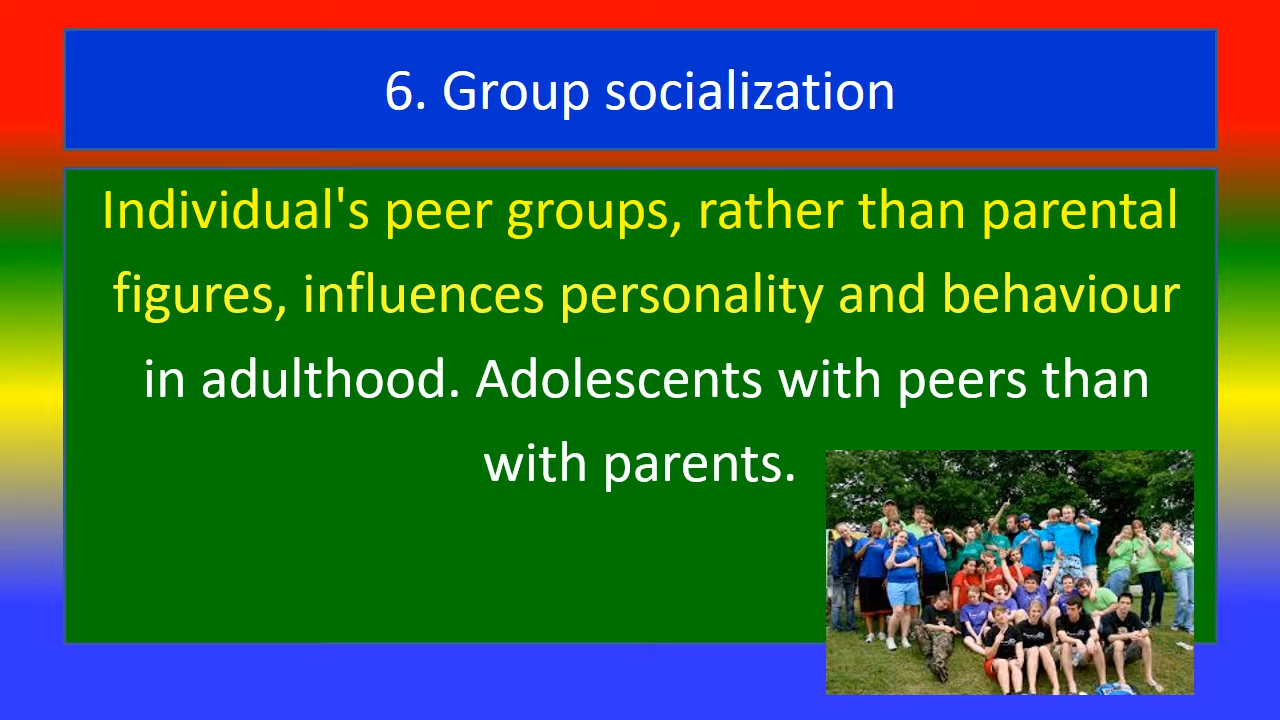 6. Group socialization
Individual's peer groups, rather than parental
figures, influences personality and behaviour
in adulthood. Adolescents with peers than
with parents.